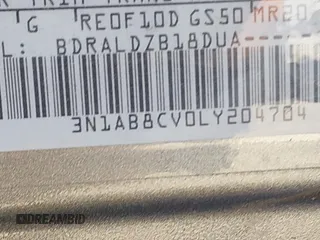 G REOF10D GS50 MR20
L: BDRALDZB18DUA
3N1AB8CV0LY204704
DREAMBID